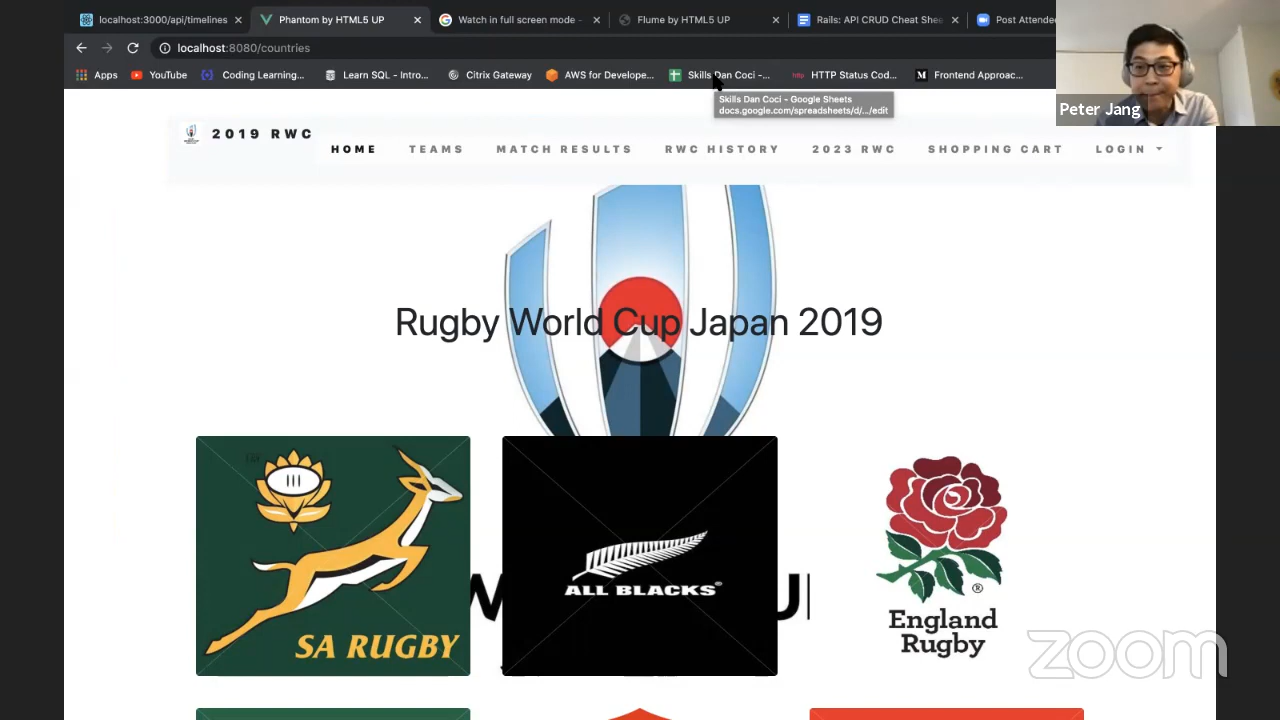 localhost:3000/api/timelines
Phantom by HTML5 UP
Watch in full screen mode -
Flume by HTML5 UP
Rails: API CRUD Cheat Shee
Post Attende
localhost:8080/countries
Apps
YouTube
Coding Learning...
Learn SQL - Intro...
Citrix Gateway
AWS for Develope...
Skills Dan Coci -...
HTTP Status Cod...
Frontend Approac...
Skills Dan Coci - Google Sheets
docs.google.com/spreadsheets/d/.../edit
Peter Jang
2019 RWC
HOME
TEAMS
MATCH RESULTS
RWC HISTORY
2023 RWC
SHOPPING CART
LOGIN
Rugby World Cup Japan 2019
SA RUGBY
ALL BLACKS®
®
England
Rugby
zoom